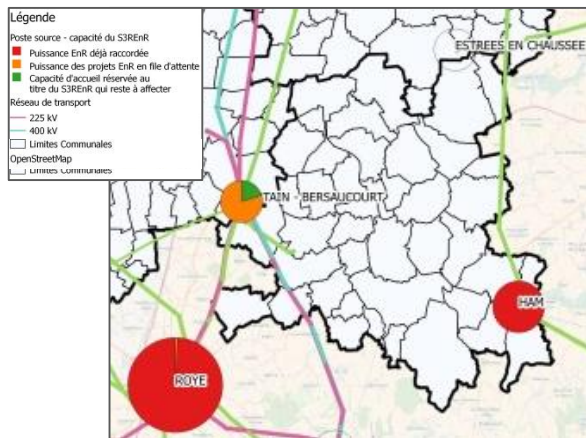 Légende
Poste source - capacité du S3REnR
Puissance EnR déjà raccordée
Puissance des projets EnR en file d'attente
Capacité d'accueil réservée au
titre du S3REnR qui reste à affecter
Réseau de transport
225 kV
400 kV
Limites Communales
OpenStreetMap
Limites Communales
ESTREES EN CHAUSSEE
TAIN - BERSAUCOURT
HAM
ROYE